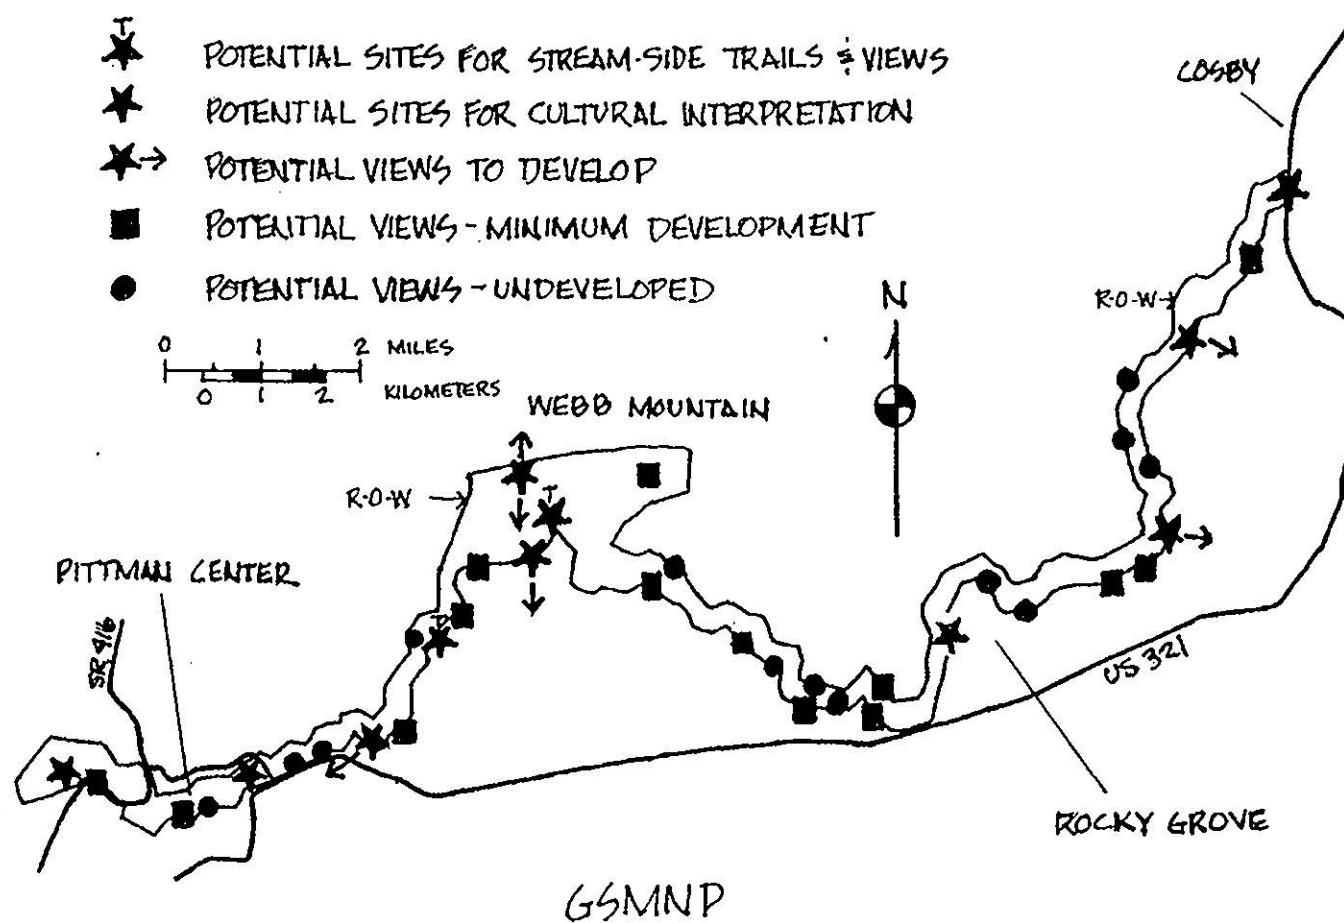 T
POTENTIAL SITES FOR STREAM-SIDE TRAILS & VIEWS
POTENTIAL SITES FOR CULTURAL INTERPRETATION
POTENTIAL VIEWS TO DEVELOP
POTENTIAL VIEWS - MINIMUM DEVELOPMENT
POTENTIAL VIEWS - UNDEVELOPED
0 1 2 MILES
0 1 2 KILOMETERS
N
COSBY
R-O-W
WEBB MOUNTAIN
R-O-W
T
T
PITTMAN CENTER
SR 416
US 321
ROCKY GROVE
GSMNP